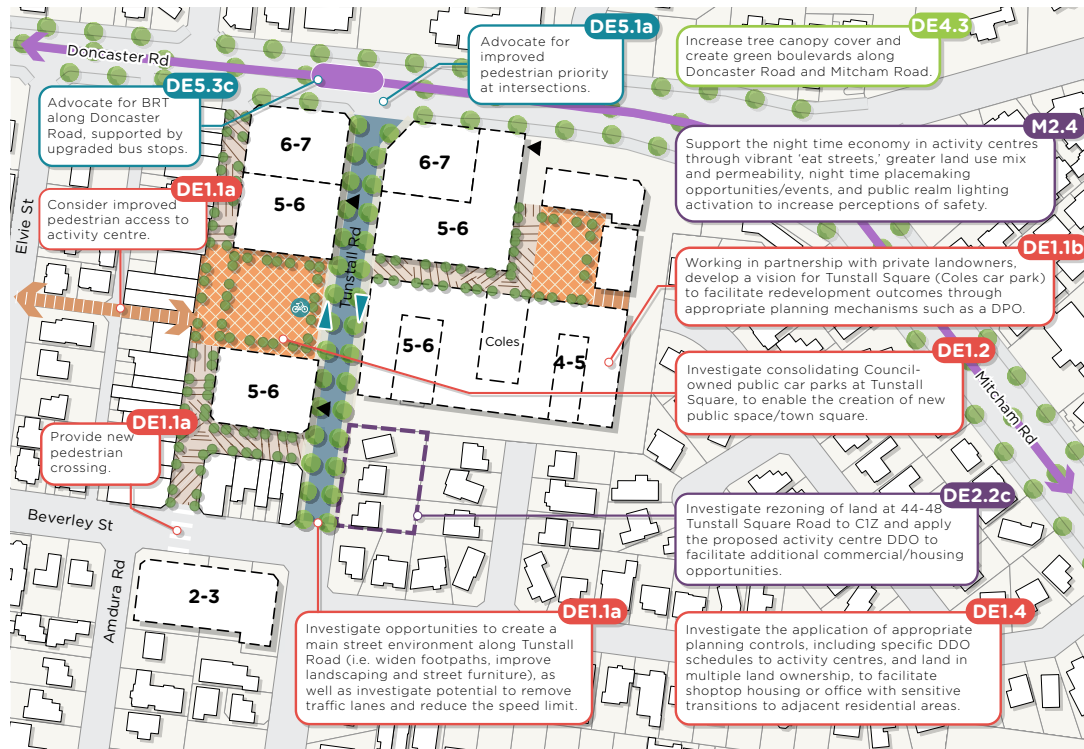 Doncaster Rd
DE5.3c
Advocate for BRT
along Doncaster
Road, supported by
upgraded bus stops.
DE5.1a
Advocate for
improved
pedestrian priority
at intersections.
DE4.3
Increase tree canopy cover and
create green boulevards along
Doncaster Road and Mitcham Road.
M2.4
Support the night time economy in activity centres
through vibrant ‘eat streets,’ greater land use mix
and permeability, night time placemaking
opportunities/events, and public realm lighting
activation to increase perceptions of safety.
DE1.1a
Consider improved
pedestrian access to
activity centre.
Elvie St
6-7
5-6
Tunstall Rd
6-7
5-6
DE1.1b
Working in partnership with private landowners,
develop a vision for Tunstall Square (Coles car park)
to facilitate redevelopment outcomes through
appropriate planning mechanisms such as a DPO.
5-6
Coles
4-5
DE1.2
Investigate consolidating Council-
owned public car parks at Tunstall
Square, to enable the creation of new
public space/town square.
Mitcham Rd
5-6
DE1.1a
Provide new
pedestrian
crossing.
DE2.2c
Investigate rezoning of land at 44-48
Tunstall Square Road to C1Z and apply
the proposed activity centre DDO to
facilitate additional commercial/housing
opportunities.
Beverley St
Amdura Rd
2-3
DE1.1a
Investigate opportunities to create a
main street environment along Tunstall
Road (i.e. widen footpaths, improve
landscaping and street furniture), as
well as investigate potential to remove
traffic lanes and reduce the speed limit.
DE1.4
Investigate the application of appropriate
planning controls, including specific DDO
schedules to activity centres, and land in
multiple land ownership, to facilitate
shoptop housing or office with sensitive
transitions to adjacent residential areas.